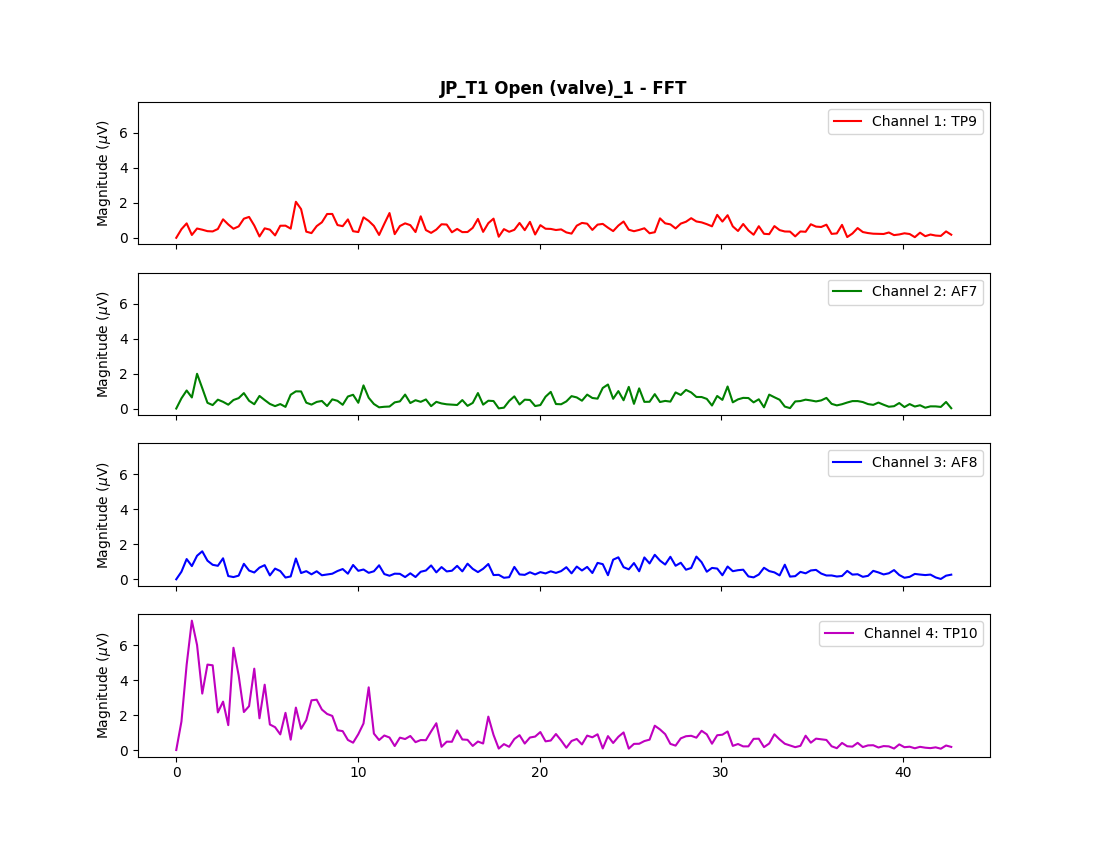 JP_T1 Open (valve)_1 - FFT
Magnitude (μV)
6
4
2
0
Channel 1: TP9
Magnitude (μV)
6
4
2
0
Channel 2: AF7
Magnitude (μV)
6
4
2
0
Channel 3: AF8
Magnitude (μV)
6
4
2
0
Channel 4: TP10
0 10 20 30 40